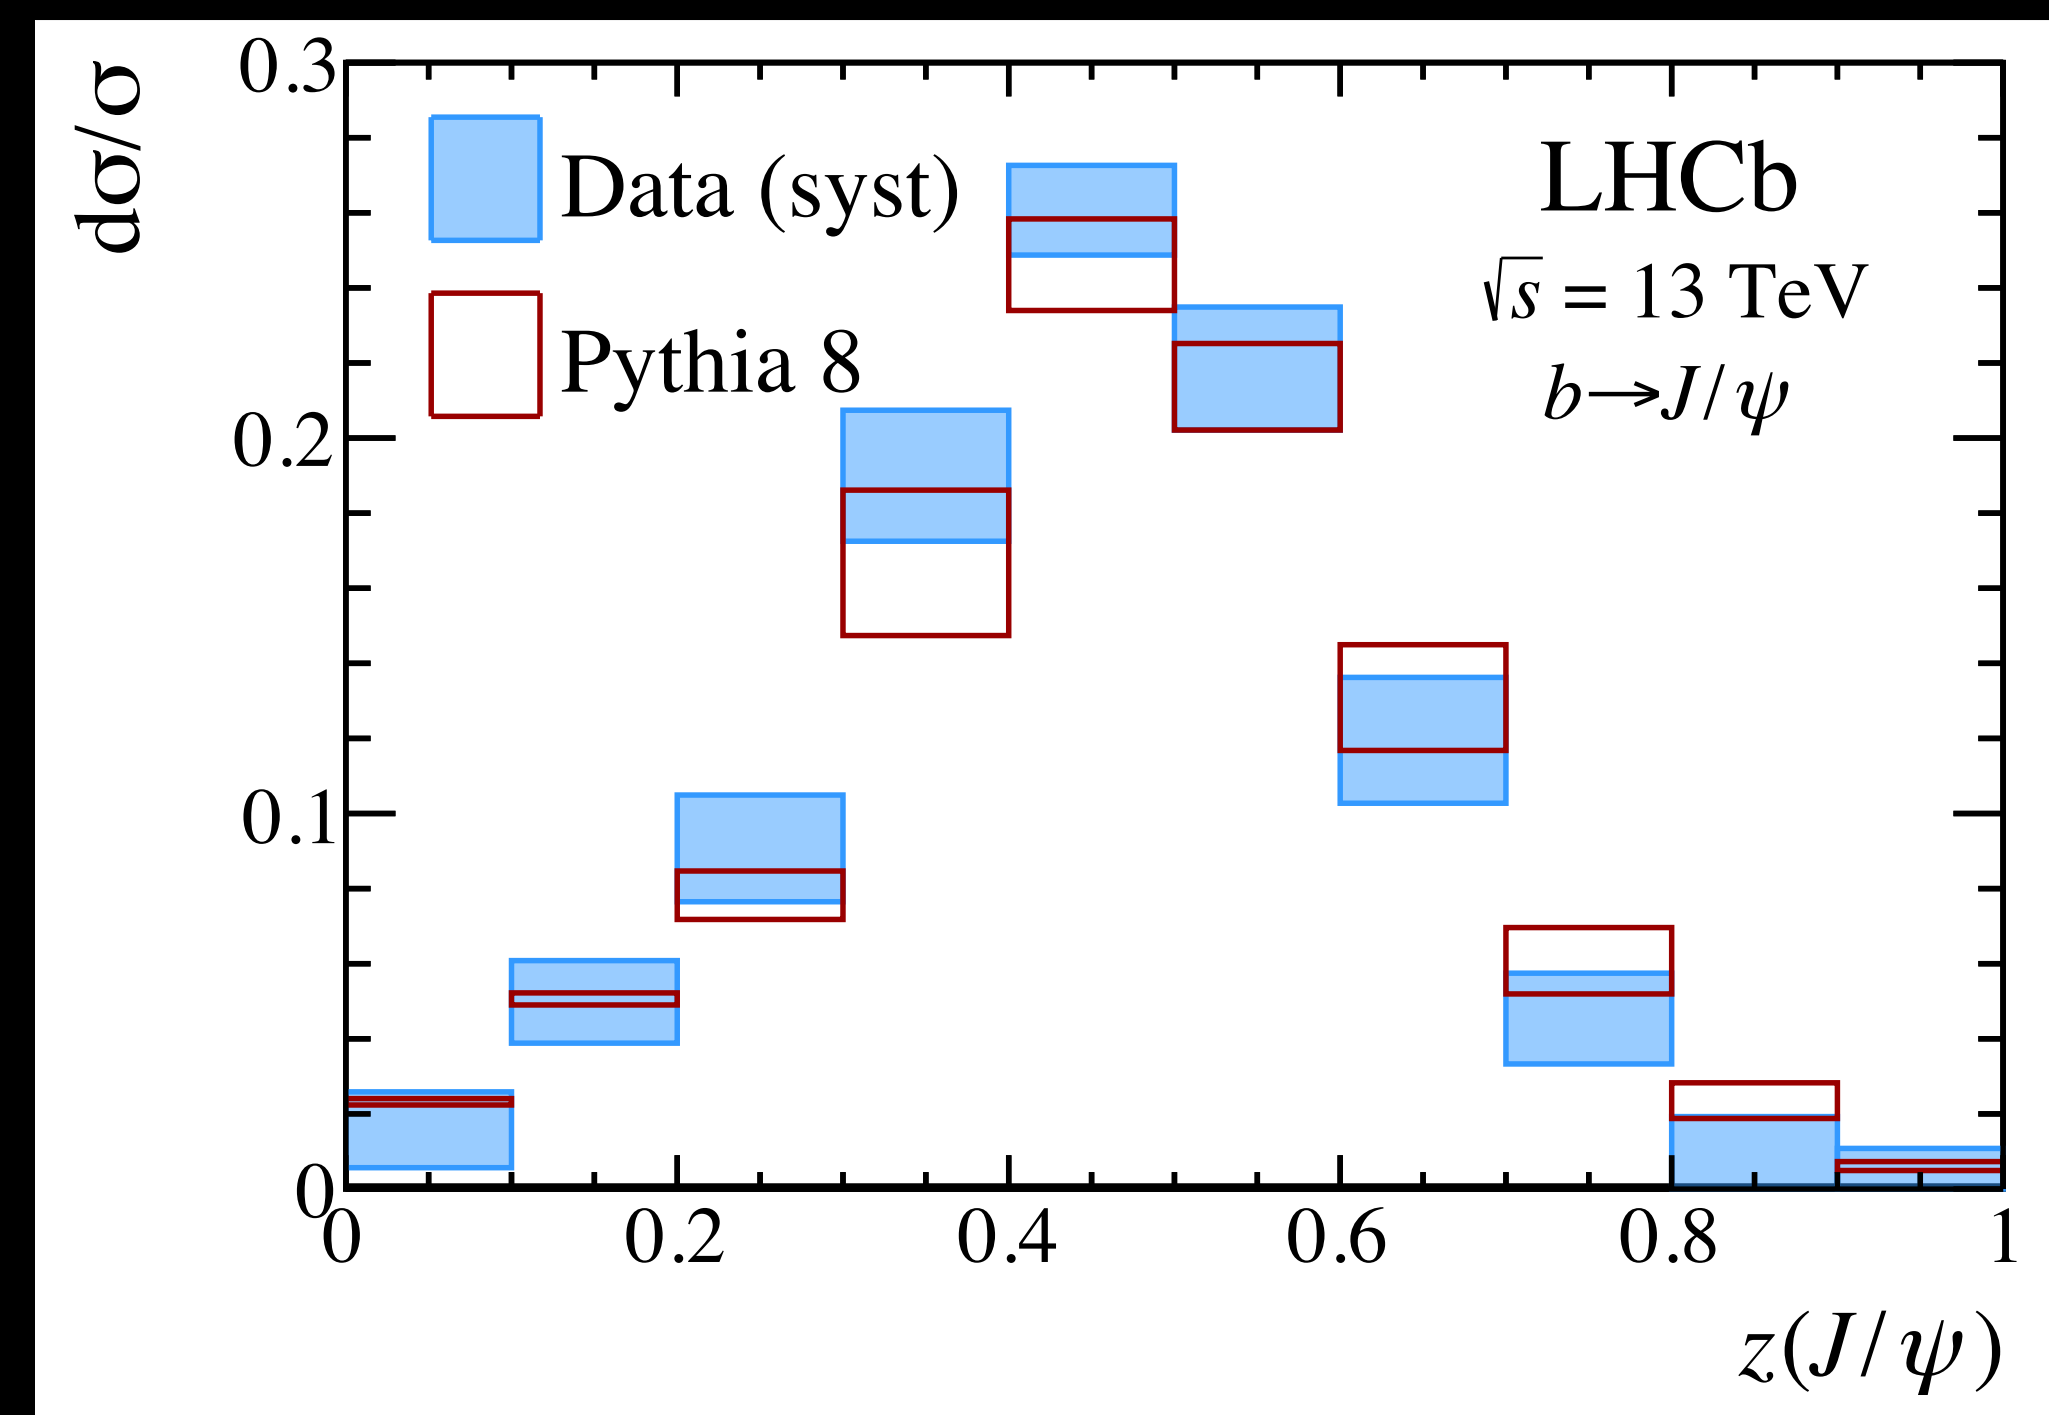 dσ/σ
0.3
0.2
0.1
0
Data (syst)
Pythia 8
LHCb
√s = 13 TeV
b→J/ψ
0 0.2 0.4 0.6 0.8 1
z(J/ψ)